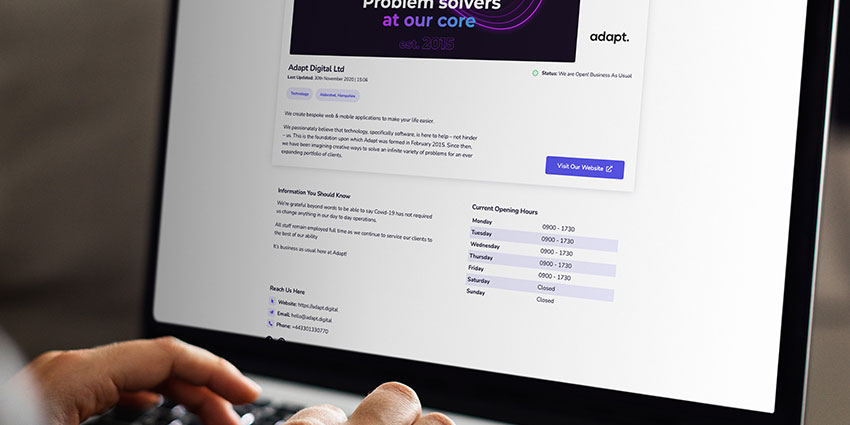 Problem solvers
at our core
est. 2015
adapt.
Adapt Digital Ltd
Last Updated: 30th November 2020 | 15:06
Status: We are Open! Business As Usual
Technology
Aldershot, Hampshire
We create bespoke web & mobile applications to make your life easier.
We passionately believe that technology, specifically software, is here to help - not hinder
- us. This is the foundation upon which Adapt was formed in February 2015. Since then,
we have been imagining creative ways to solve an infinite variety of problems for an ever
expanding portfolio of clients.
Visit Our Website
Information You Should Know
We're grateful beyond words to be able to say Covid-19 has not required
us change anything in our day to day operations.
All staff remain employed full time as we continue to service our clients to
the best of our ability
It's business as usual here at Adapt!
Current Opening Hours
Monday 0900 - 1730
Tuesday 0900 - 1730
Wednesday 0900 - 1730
Thursday 0900 - 1730
Friday 0900 - 1730
Saturday Closed
Sunday Closed
Reach Us Here
Website: https://adapt.digital
Email: hello@adapt.digital
Phone: +443301330770